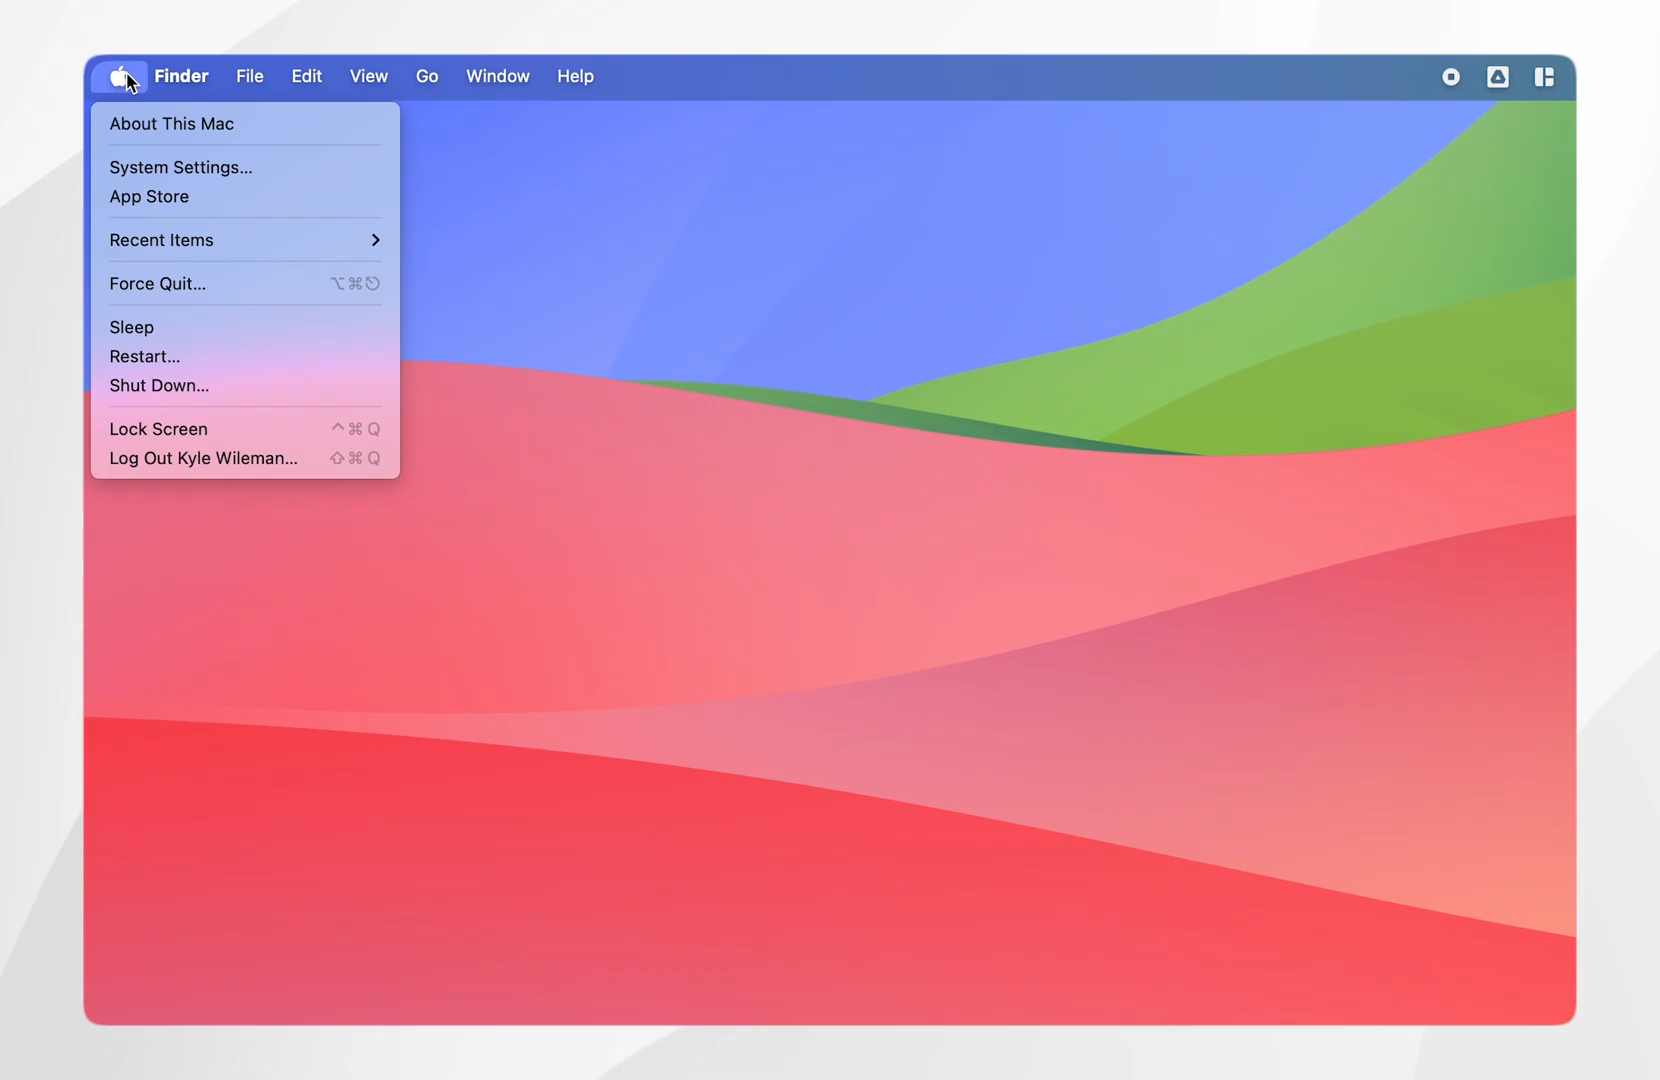 Finder File Edit View Go Window Help
About This Mac
System Settings...
App Store
Recent Items
Force Quit... ⌥⌘⎋
Sleep
Restart...
Shut Down...
Lock Screen ^⌘Q
Log Out Kyle Wileman... ⇧⌘Q